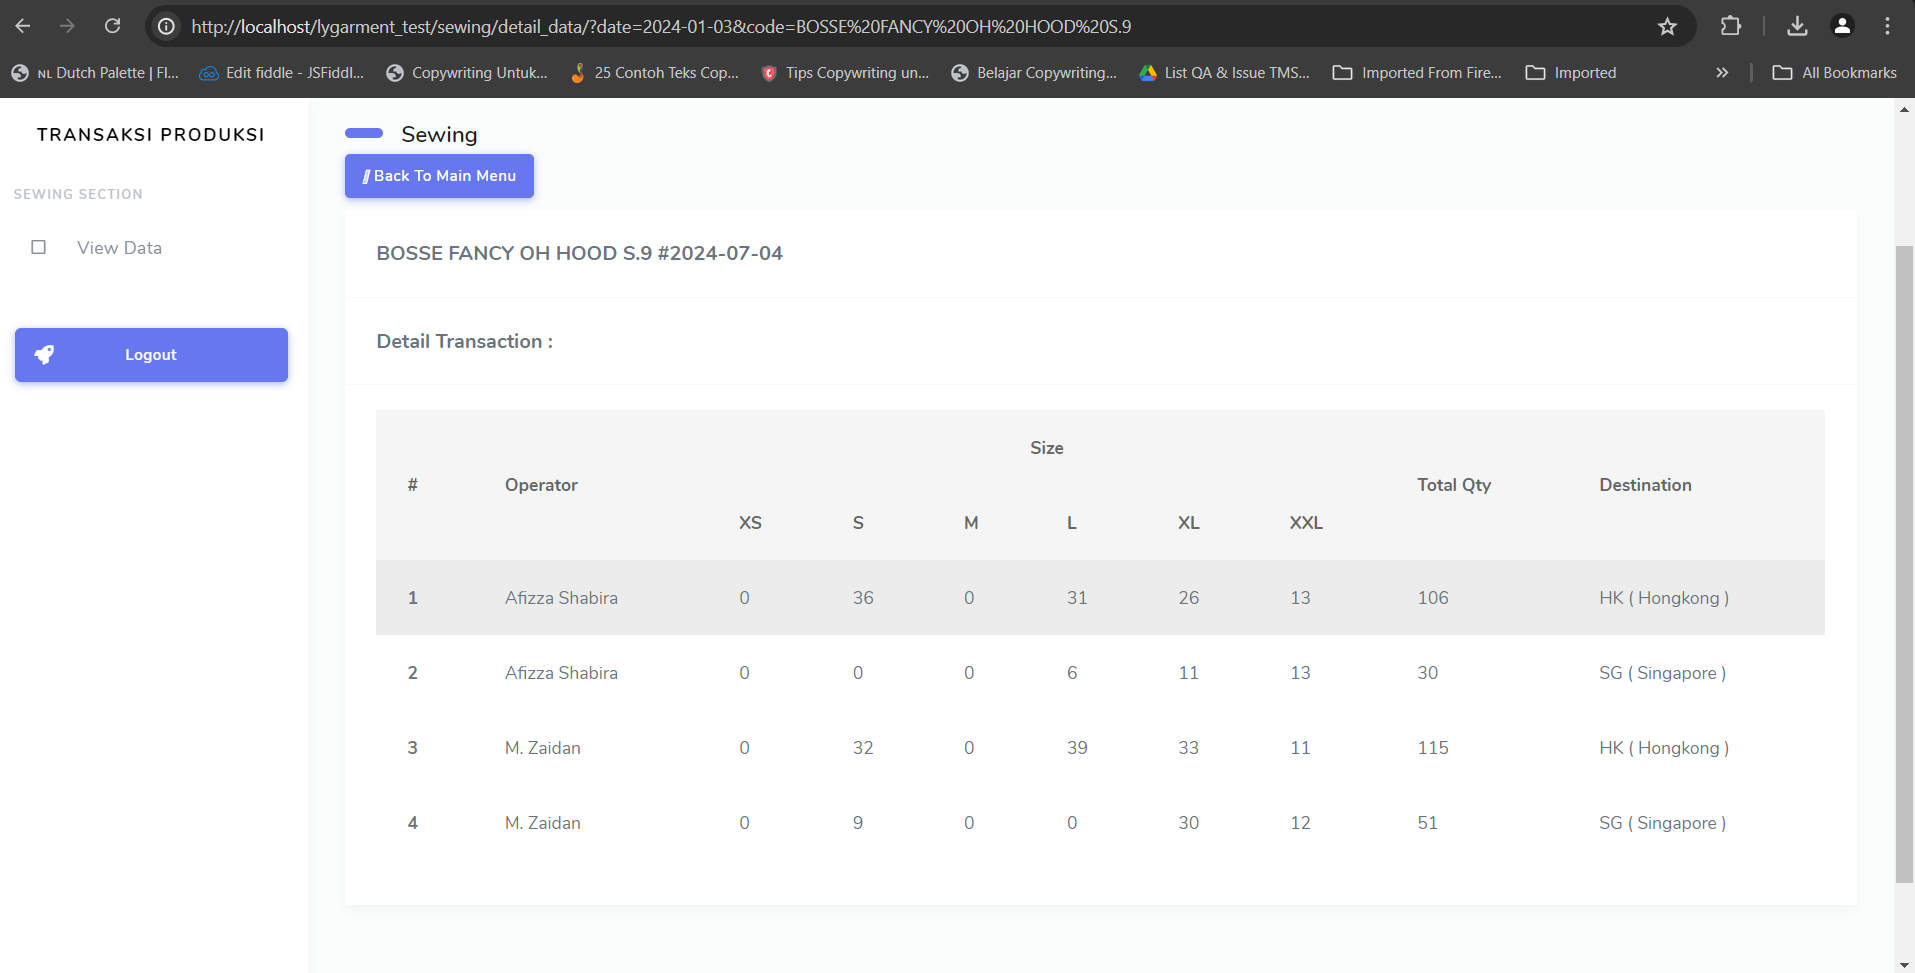 http://localhost/lygarment_test/sewing/detail_data/?date=2024-01-03&code=BOSSE%20FANCY%20OH%20HOOD%20S.9
NL Dutch Palette | Fl... Edit fiddle - JSFiddl... Copywriting Untuk... 25 Contoh Teks Cop... Tips Copywriting un... Belajar Copywriting... List QA & Issue TMS... Imported From Fire... Imported » All Bookmarks
TRANSAKSI PRODUKSI
SEWING SECTION
View Data
Logout
Sewing
// Back To Main Menu
BOSSE FANCY OH HOOD S.9 #2024-07-04
Detail Transaction :
Size
# Operator Total Qty Destination
XS S M L XL XXL
1 Afizza Shabira 0 36 0 31 26 13 106 HK ( Hongkong )
2 Afizza Shabira 0 0 0 6 11 13 30 SG ( Singapore )
3 M. Zaidan 0 32 0 39 33 11 115 HK ( Hongkong )
4 M. Zaidan 0 9 0 0 30 12 51 SG ( Singapore )